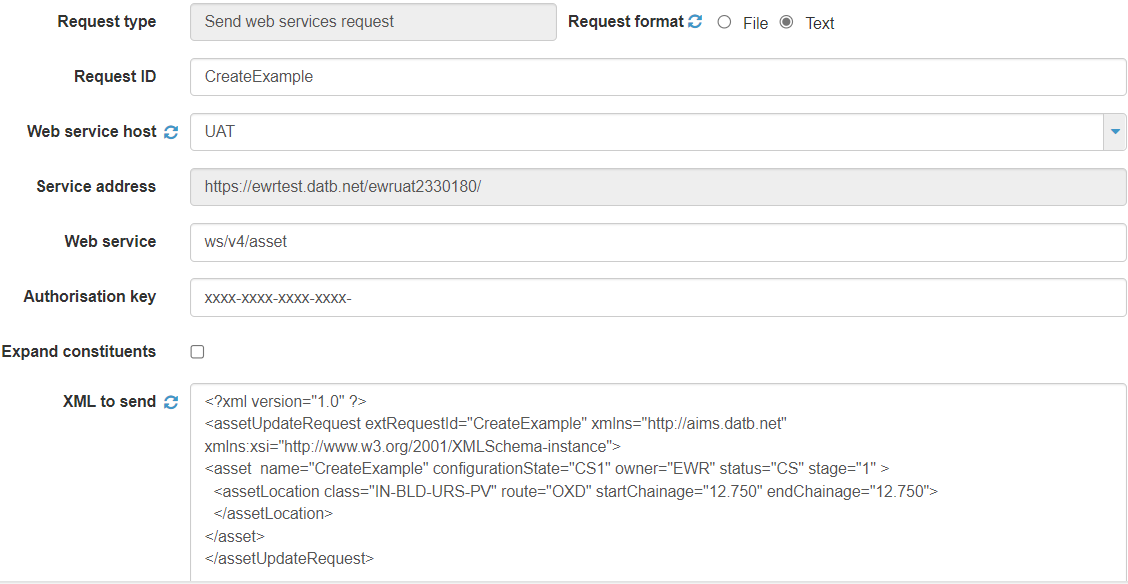 Request type Send web services request Request format File Text
Request ID CreateExample
Web service host UAT
Service address https://ewrtest.datb.net/ewruat2330180/
Web service ws/v4/asset
Authorisation key xxxx-xxxx-xxxx-xxxx-
Expand constituents
XML to send <?xml version="1.0" ?>
<assetUpdateRequest extRequestId="CreateExample" xmlns="http://aims.datb.net"
xmlns:xsi="http://www.w3.org/2001/XMLSchema-instance">
<asset  name="CreateExample" configurationState="CS1" owner="EWR" status="CS" stage="1" >
  <assetLocation class="IN-BLD-URS-PV" route="OXD" startChainage="12.750" endChainage="12.750">
  </assetLocation>
</asset>
</assetUpdateRequest>